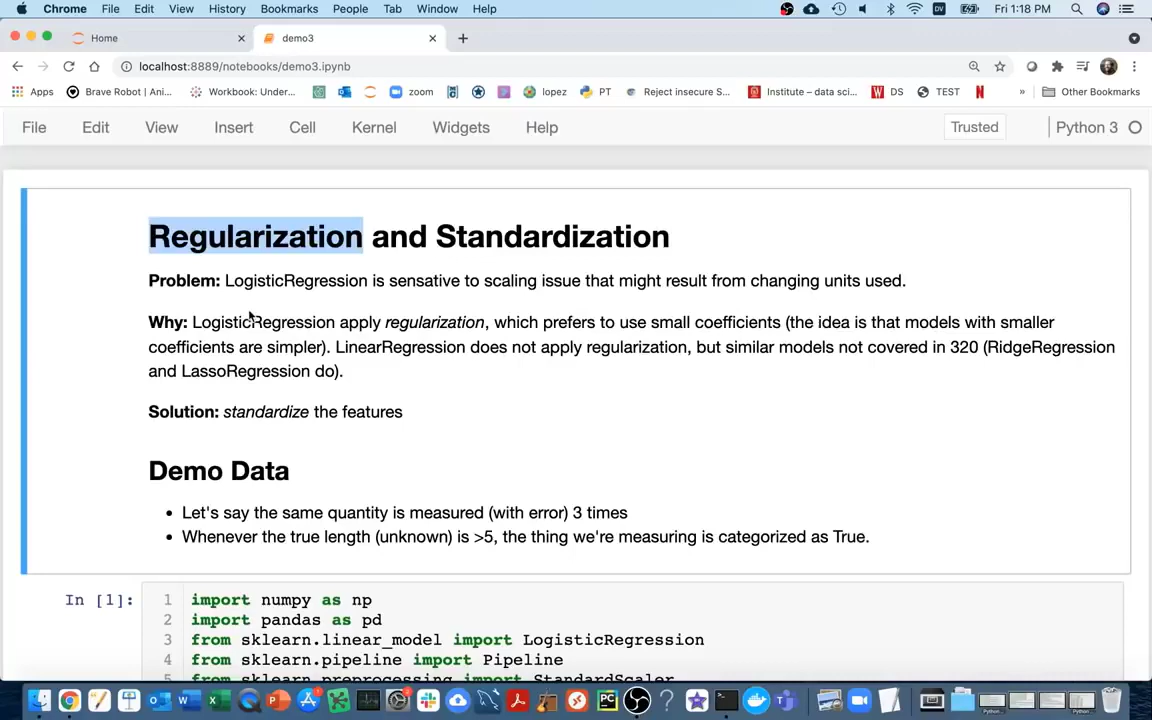 Chrome File Edit View History Bookmarks People Tab Window Help Fri 1:18 PM
Home demo3
localhost:8889/notebooks/demo3.ipynb
Apps Brave Robot | Ani... Workbook: Under... zoom lopez PT Reject insecure S... Institute – data sci... DS TEST » Other Bookmarks
File Edit View Insert Cell Kernel Widgets Help Trusted Python 3
Regularization and Standardization
Problem: LogisticRegression is sensative to scaling issue that might result from changing units used.
Why: LogisticRegression apply regularization, which prefers to use small coefficients (the idea is that models with smaller
coefficients are simpler). LinearRegression does not apply regularization, but similar models not covered in 320 (RidgeRegression
and LassoRegression do).
Solution: standardize the features
Demo Data
• Let's say the same quantity is measured (with error) 3 times
• Whenever the true length (unknown) is >5, the thing we're measuring is categorized as True.
In [1]: 1 import numpy as np
2 import pandas as pd
3 from sklearn.linear_model import LogisticRegression
4 from sklearn.pipeline import Pipeline
5 from sklearn.preprocessing import StandardScaler